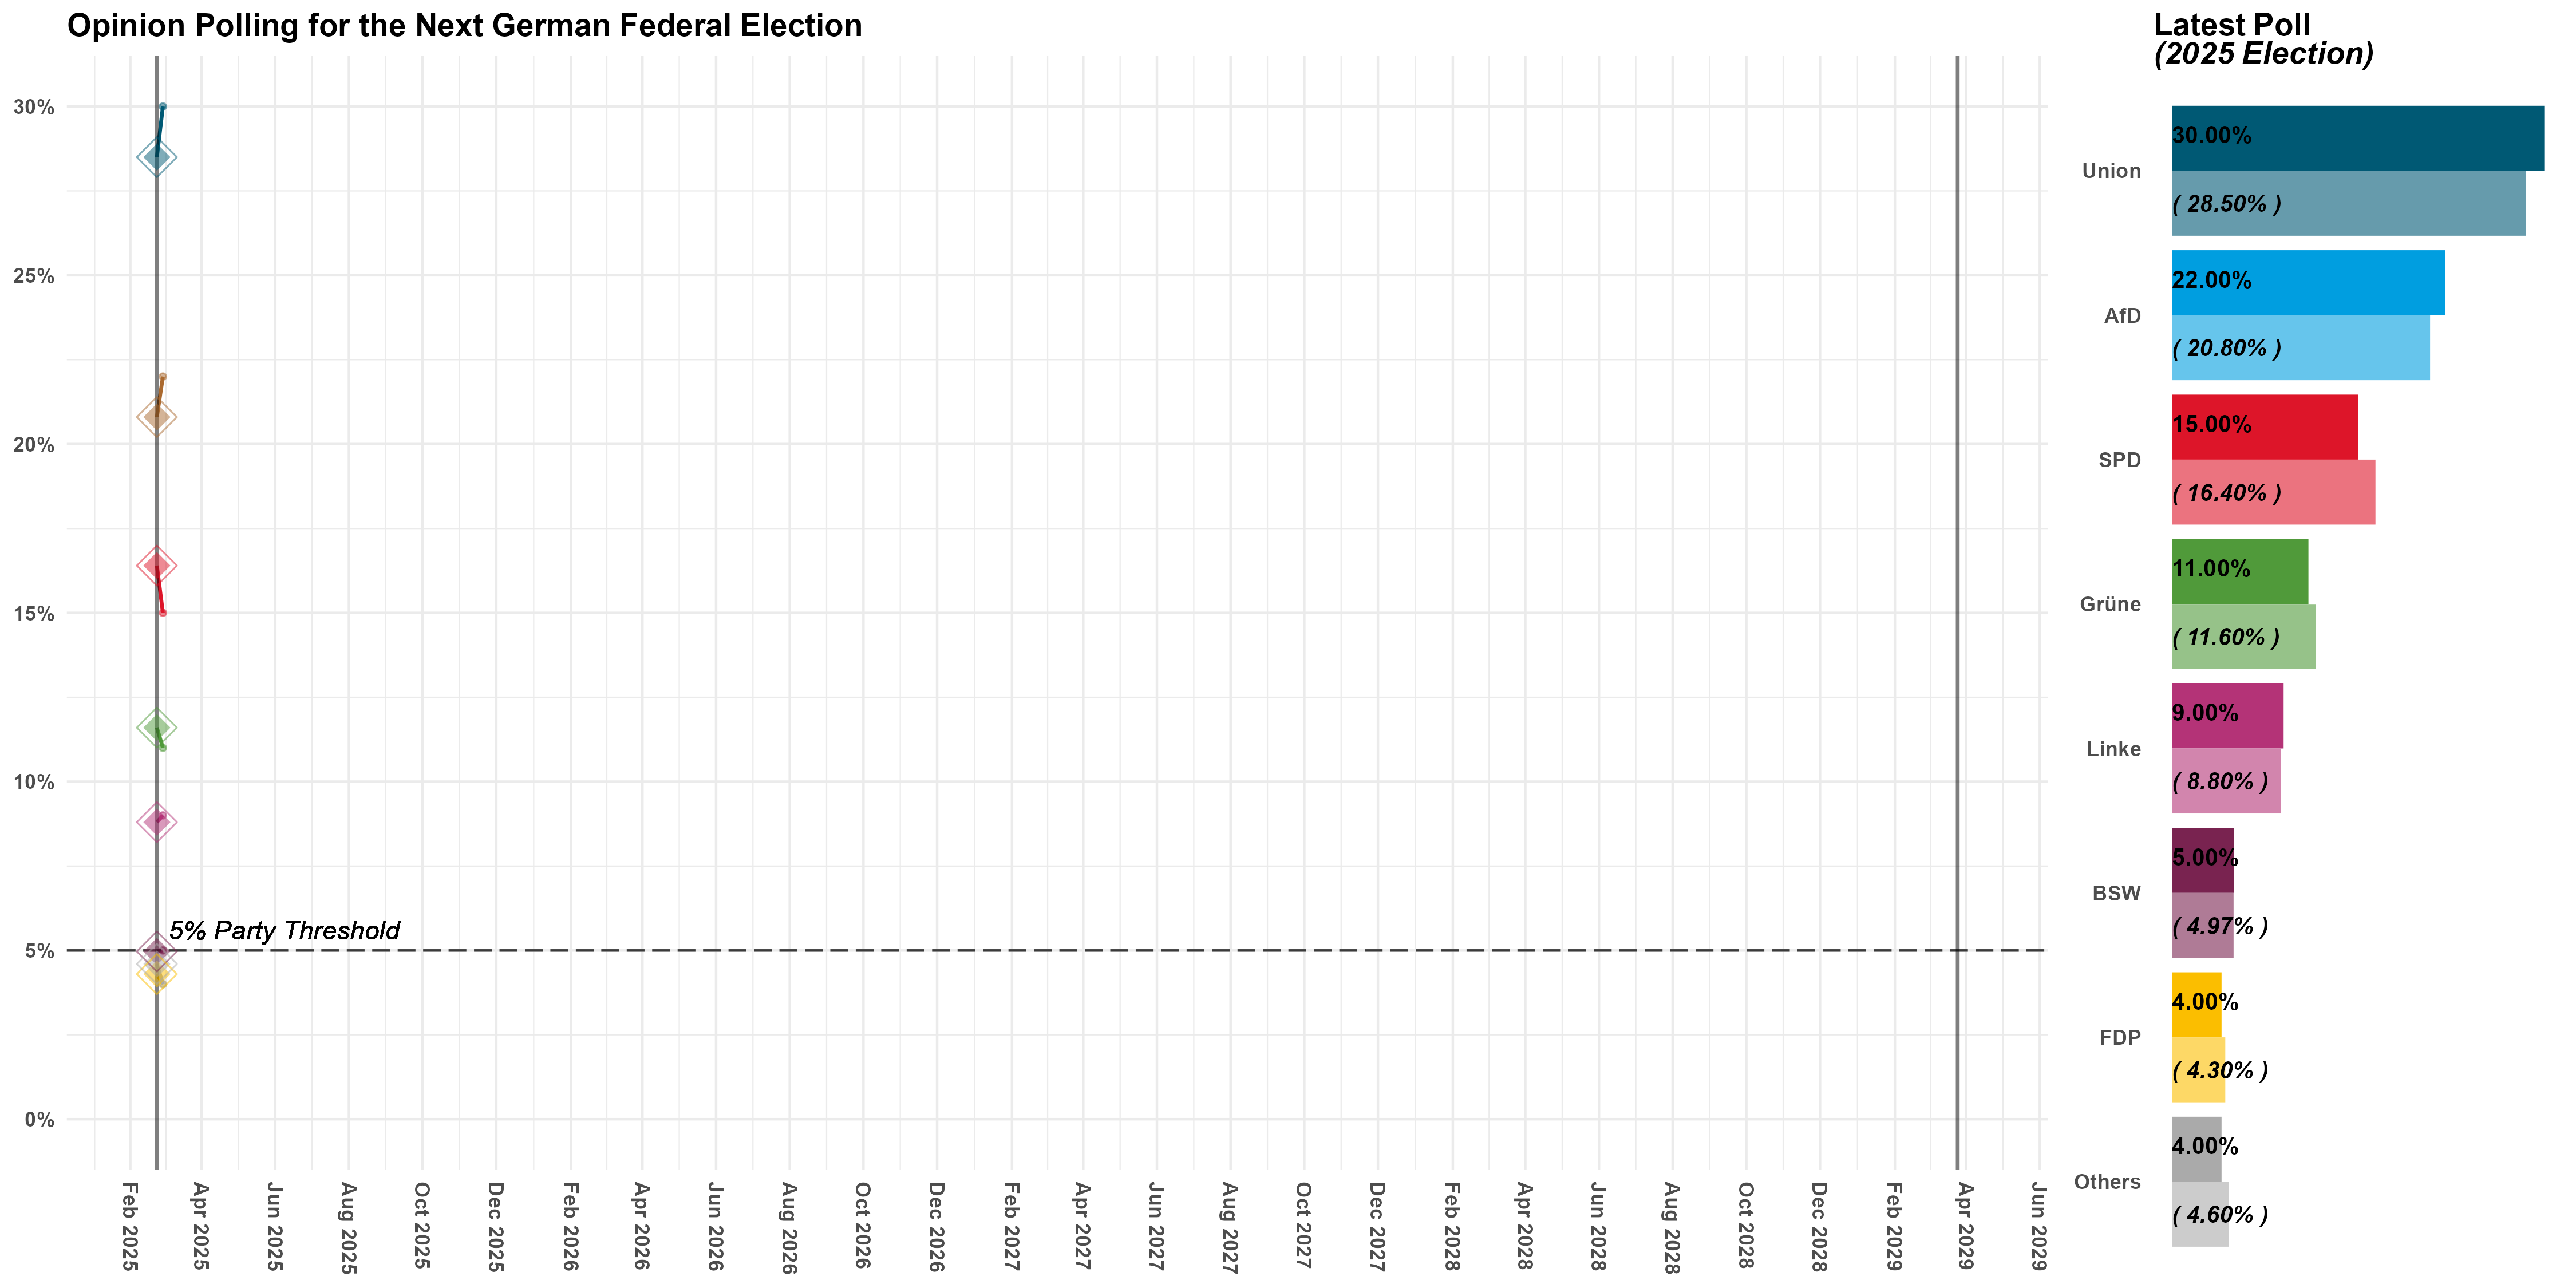 Opinion Polling for the Next German Federal Election
30%
25%
20%
15%
10%
5%
0%
5% Party Threshold
Feb 2025
Apr 2025
Jun 2025
Aug 2025
Oct 2025
Dec 2025
Feb 2026
Apr 2026
Jun 2026
Aug 2026
Oct 2026
Dec 2026
Feb 2027
Apr 2027
Jun 2027
Aug 2027
Oct 2027
Dec 2027
Feb 2028
Apr 2028
Jun 2028
Aug 2028
Oct 2028
Dec 2028
Feb 2029
Apr 2029
Jun 2029
Latest Poll
(2025 Election)
Union
30.00%
( 28.50% )
AfD
22.00%
( 20.80% )
SPD
15.00%
( 16.40% )
Grüne
11.00%
( 11.60% )
Linke
9.00%
( 8.80% )
BSW
5.00%
( 4.97% )
FDP
4.00%
( 4.30% )
Others
4.00%
( 4.60% )